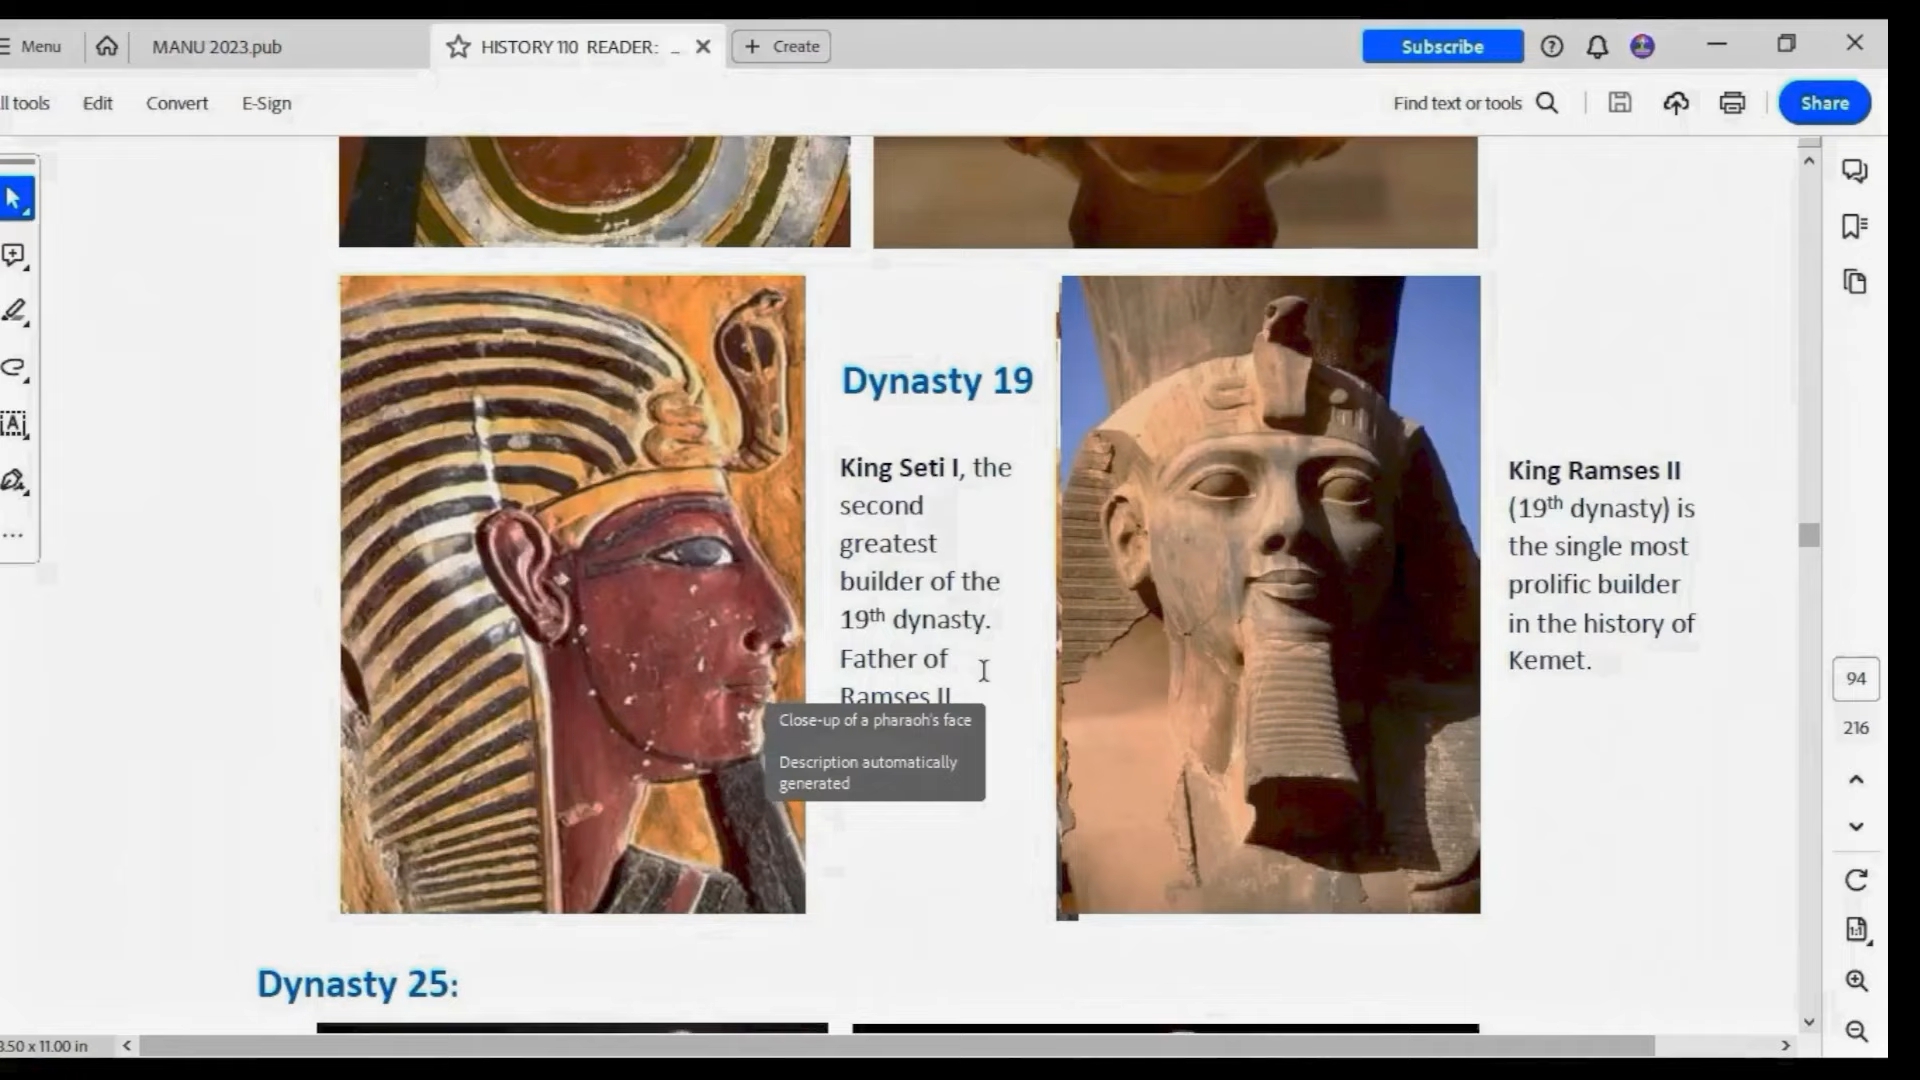 Menu
MANU 2023.pub
HISTORY 110 READER: _
Create
Subscribe
ll tools
Edit
Convert
E-Sign
Find text or tools
Share
Dynasty 19
King Seti I, the
second
greatest
builder of the
19th dynasty.
Father of
Ramses II
Close-up of a pharaoh's face
Description automatically
generated
King Ramses II
(19th dynasty) is
the single most
prolific builder
in the history of
Kemet.
94
216
Dynasty 25:
8.50 x 11.00 in